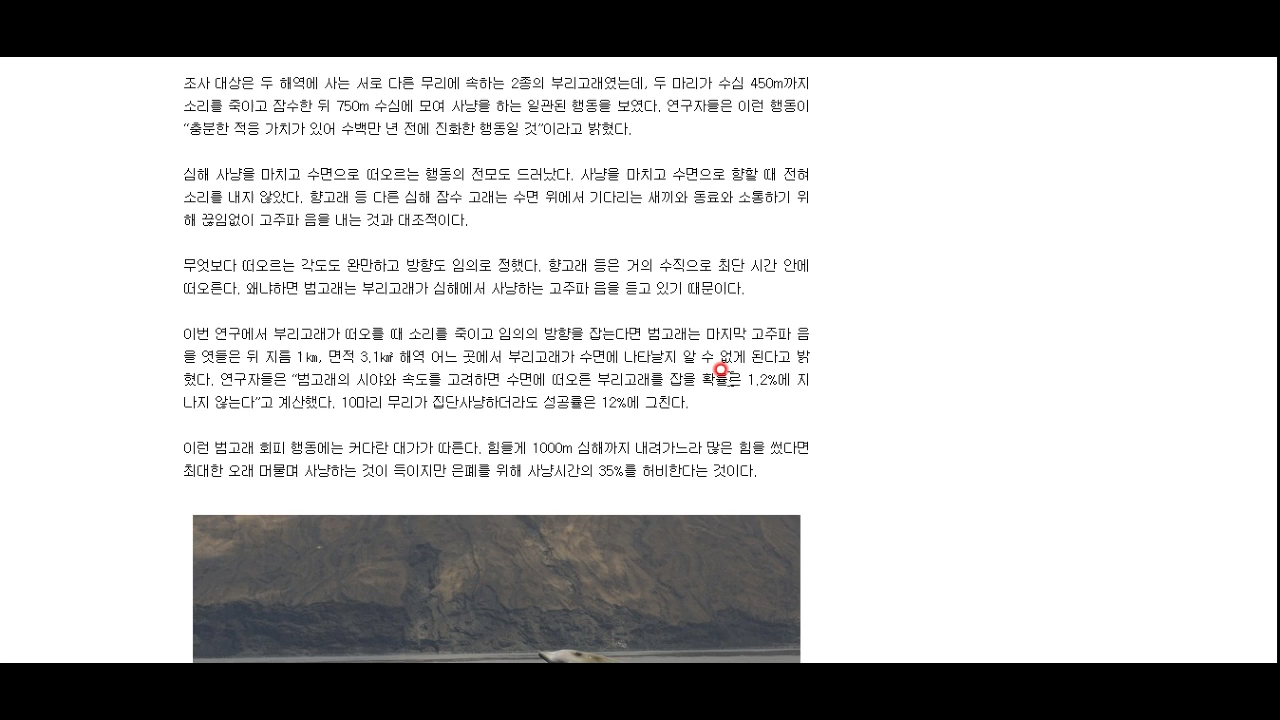 조사 대상은 두 해역에 사는 서로 다른 무리에 속하는 2종의 부리고래였는데, 두 마리가 수심 450m까지
소리를 죽이고 잠수한 뒤 750m 수심에 모여 사냥을 하는 일관된 행동을 보였다. 연구자들은 이런 행동이
“충분한 적응 가치가 있어 수백만 년 전에 진화한 행동일 것”이라고 밝혔다.
심해 사냥을 마치고 수면으로 떠오르는 행동의 전모도 드러났다. 사냥을 마치고 수면으로 향할 때 전혀
소리를 내지 않았다. 향고래 등 다른 심해 잠수 고래는 수면 위에서 기다리는 새끼와 동료와 소통하기 위
해 끊임없이 고주파 음을 내는 것과 대조적이다.
무엇보다 떠오르는 각도도 완만하고 방향도 임의로 정했다. 향고래 등은 거의 수직으로 최단 시간 안에
떠오른다. 왜냐하면 범고래는 부리고래가 심해에서 사냥하는 고주파 음을 듣고 있기 때문이다.
이번 연구에서 부리고래가 떠오를 때 소리를 죽이고 임의의 방향을 잡는다면 범고래는 마지막 고주파 음
을 엿들은 뒤 지름 1㎞, 면적 3.1㎢ 해역 어느 곳에서 부리고래가 수면에 나타날지 알 수 없게 된다고 밝
혔다. 연구자들은 “범고래의 시야와 속도를 고려하면 수면에 떠오른 부리고래를 잡을 확률은 1.2%에 지
나지 않는다”고 계산했다. 10마리 무리가 집단사냥하더라도 성공률은 12%에 그친다.
이런 범고래 회피 행동에는 커다란 대가가 따른다. 힘들게 1000m 심해까지 내려가느라 많은 힘을 썼다면
최대한 오래 머물며 사냥하는 것이 득이지만 은폐를 위해 사냥시간의 35%를 허비한다는 것이다.